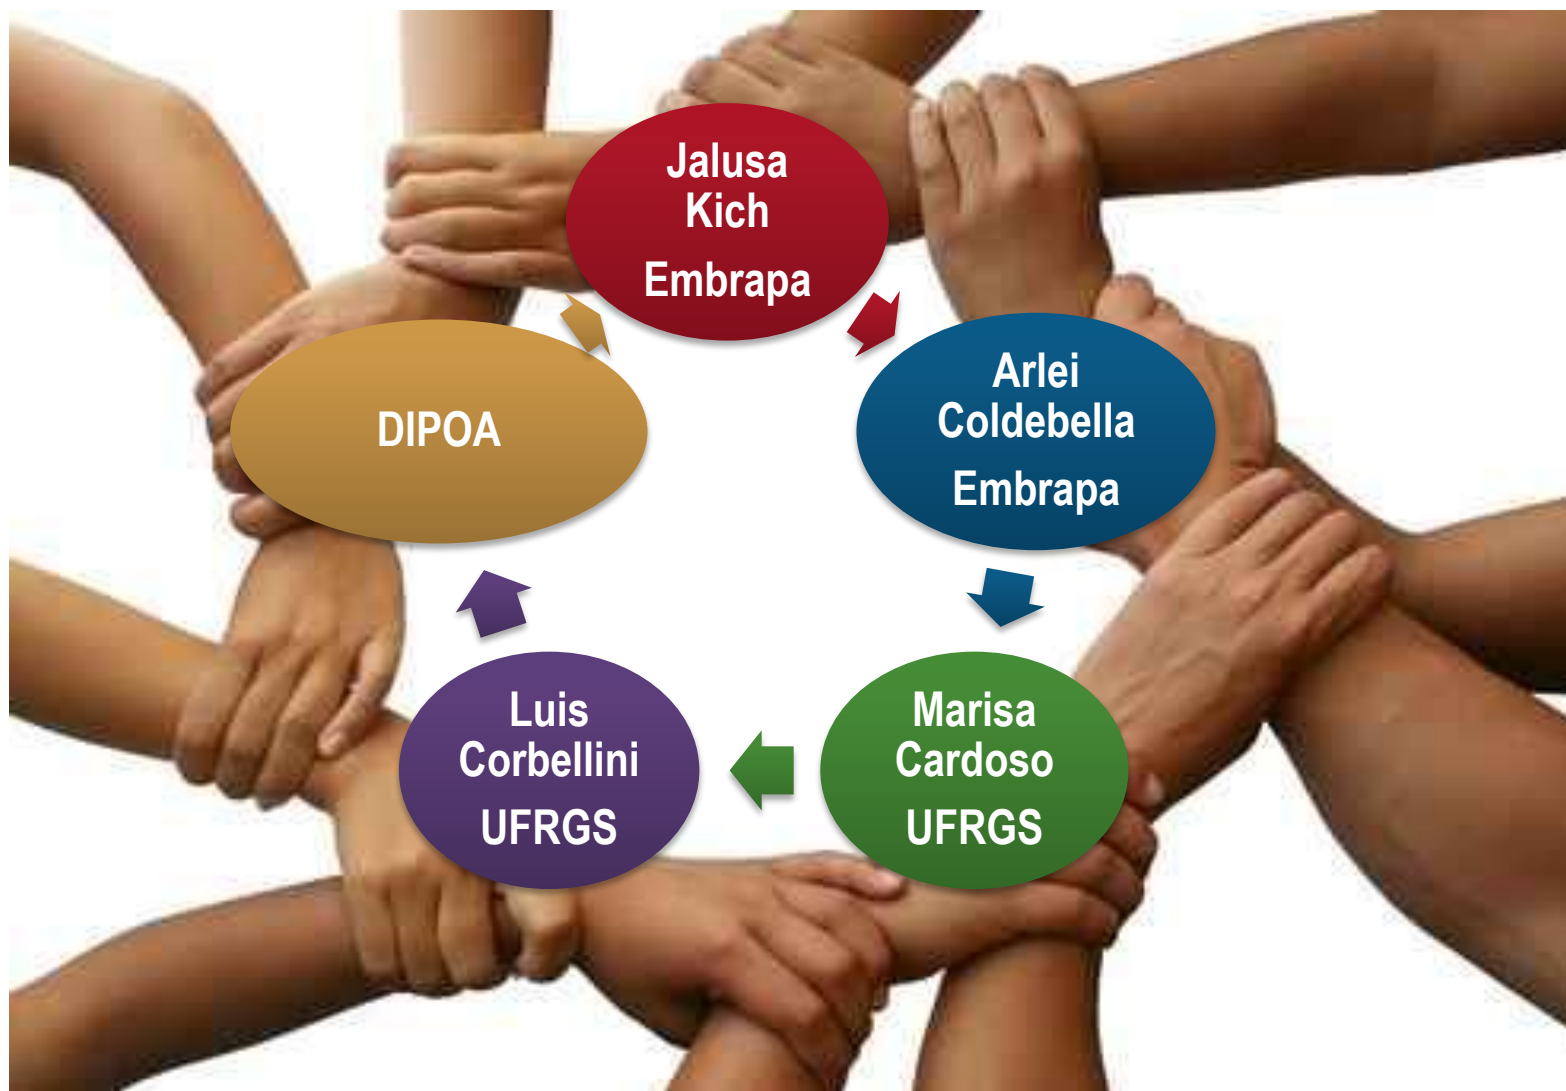 Jalusa
Kich
Embrapa
Arlei
Coldebella
Embrapa
Marisa
Cardoso
UFRGS
Luis
Corbellini
UFRGS
DIPOA